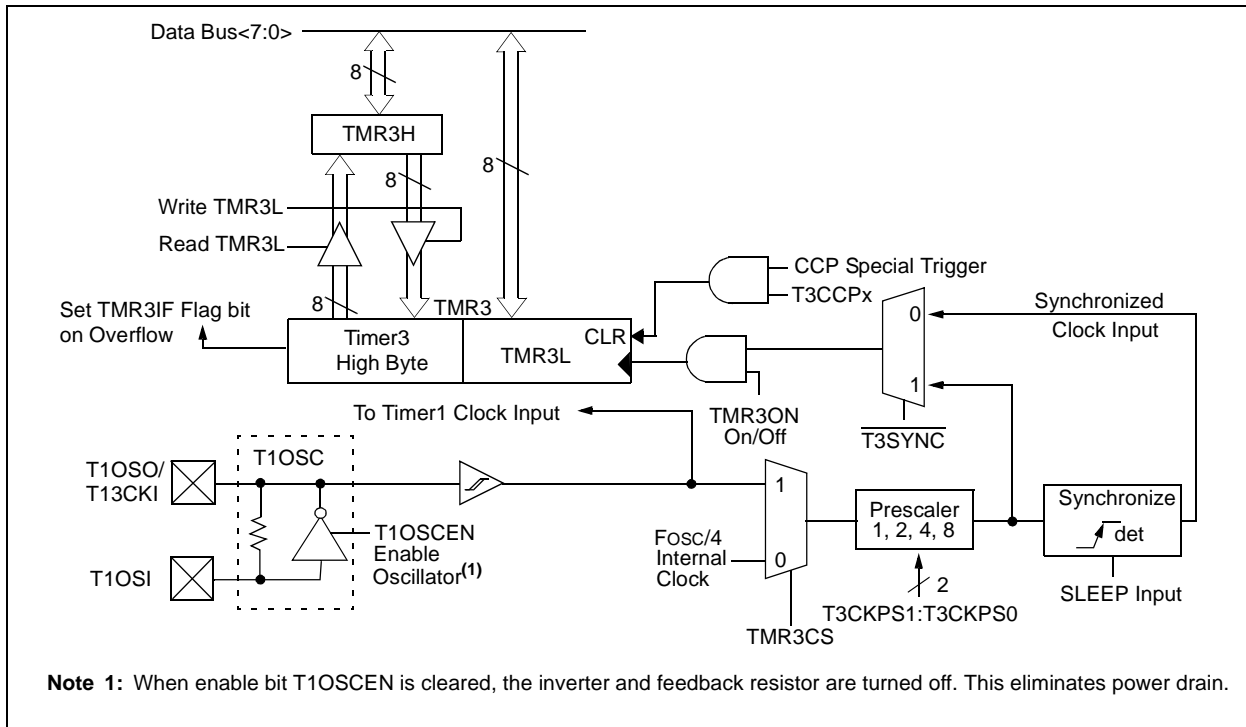 Data Bus<7:0>
8
TMR3H
8
8
Write TMR3L
Read TMR3L
CCP Special Trigger
T3CCPx
8
TMR3
Set TMR3IF Flag bit
on Overflow
Timer3
High Byte
TMR3L
CLR
0
1
Synchronized
Clock Input
TMR3ON
On/Off
T3SYNC
To Timer1 Clock Input
T1OSC
T1OSO/
T13CKI
T1OSCEN
Enable
Oscillator(1)
T1OSI
1
0
FOSC/4
Internal
Clock
Prescaler
1, 2, 4, 8
Synchronize
det
2
T3CKPS1:T3CKPS0
SLEEP Input
TMR3CS
Note 1: When enable bit T1OSCEN is cleared, the inverter and feedback resistor are turned off. This eliminates power drain.